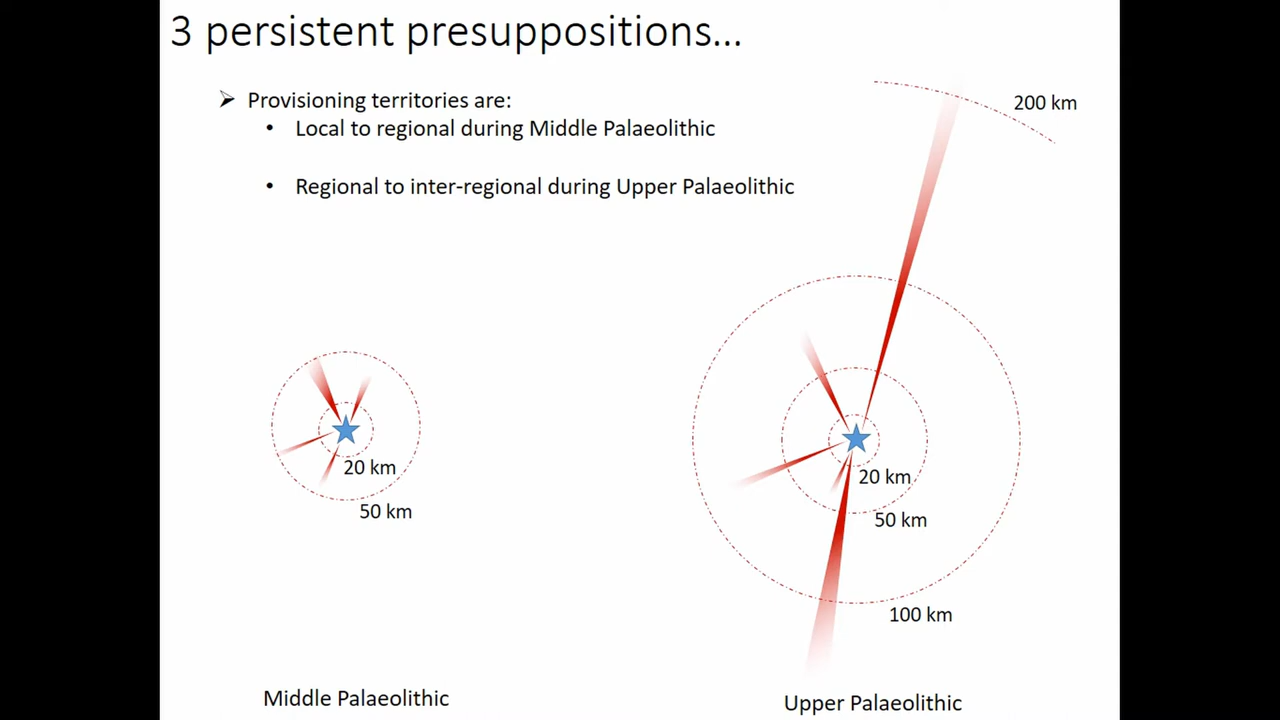 3 persistent presuppositions...
➢ Provisioning territories are:
• Local to regional during Middle Palaeolithic
• Regional to inter-regional during Upper Palaeolithic
200 km
20 km
50 km
20 km
50 km
100 km
Middle Palaeolithic
Upper Palaeolithic